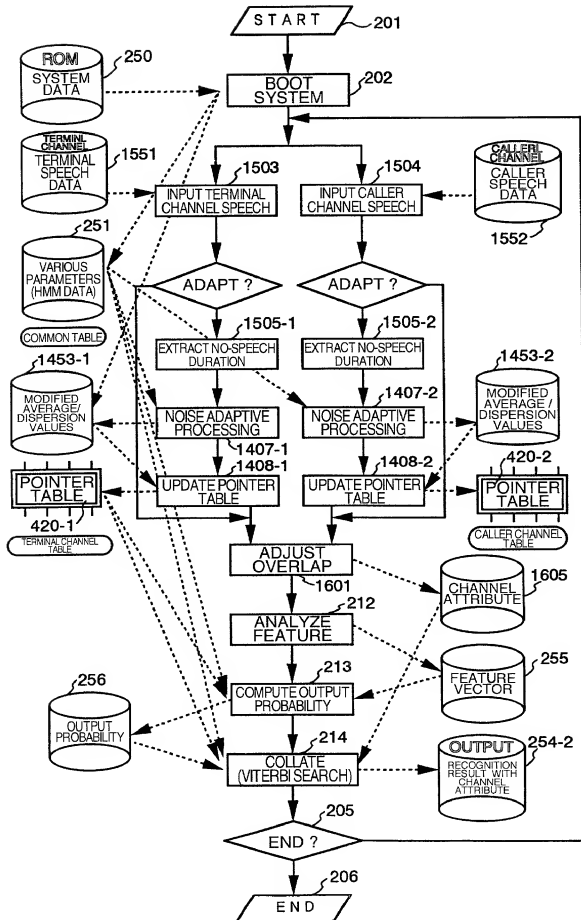 START
201
ROM
SYSTEM
DATA
250
BOOT
SYSTEM
202
TERMINL
CHANNEL
TERMINAL
SPEECH
DATA
1551
1503
INPUT TERMINAL
CHANNEL SPEECH
1504
INPUT CALLER
CHANNEL SPEECH
CALLERI
CHANNEL
CALLER
SPEECH
DATA
1552
251
VARIOUS
PARAMETERS
(HMM DATA)
COMMON TABLE
ADAPT ?
ADAPT ?
1505-1
EXTRACT NO-SPEECH
DURATION
1505-2
EXTRACT NO-SPEECH
DURATION
1453-1
MODIFIED
AVERAGE/
DISPERSION
VALUES
NOISE ADAPTIVE
PROCESSING
1407-1
1407-2
NOISE ADAPTIVE
PROCESSING
1453-2
MODIFIED
AVERAGE /
DISPERSION
VALUES
1408-1
UPDATE POINTER
TABLE
1408-2
UPDATE POINTER
TABLE
POINTER
TABLE
420-1
TERMINAL CHANNEL
TABLE
420-2
POINTER
TABLE
CALLER CHANNEL
TABLE
ADJUST
OVERLAP
1601
CHANNEL
ATTRIBUTE
1605
212
ANALYZE
FEATURE
FEATURE
VECTOR
255
213
COMPUTE OUTPUT
PROBABILITY
256
OUTPUT
PROBABILITY
214
COLLATE
(VITERBI SEARCH)
OUTPUT
RECOGNITION
RESULT WITH
CHANNEL
ATTRIBUTE
254-2
205
END ?
206
END